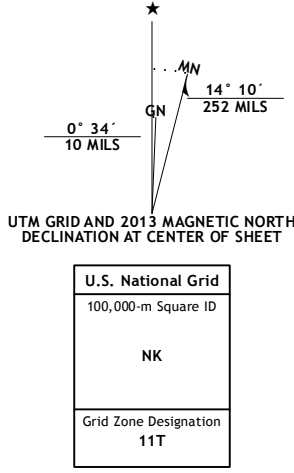 MN
GN
14° 10´
252 MILS
0° 34´
10 MILS
UTM GRID AND 2013 MAGNETIC NORTH
DECLINATION AT CENTER OF SHEET
U.S. National Grid
100,000-m Square ID
NK
Grid Zone Designation
11T